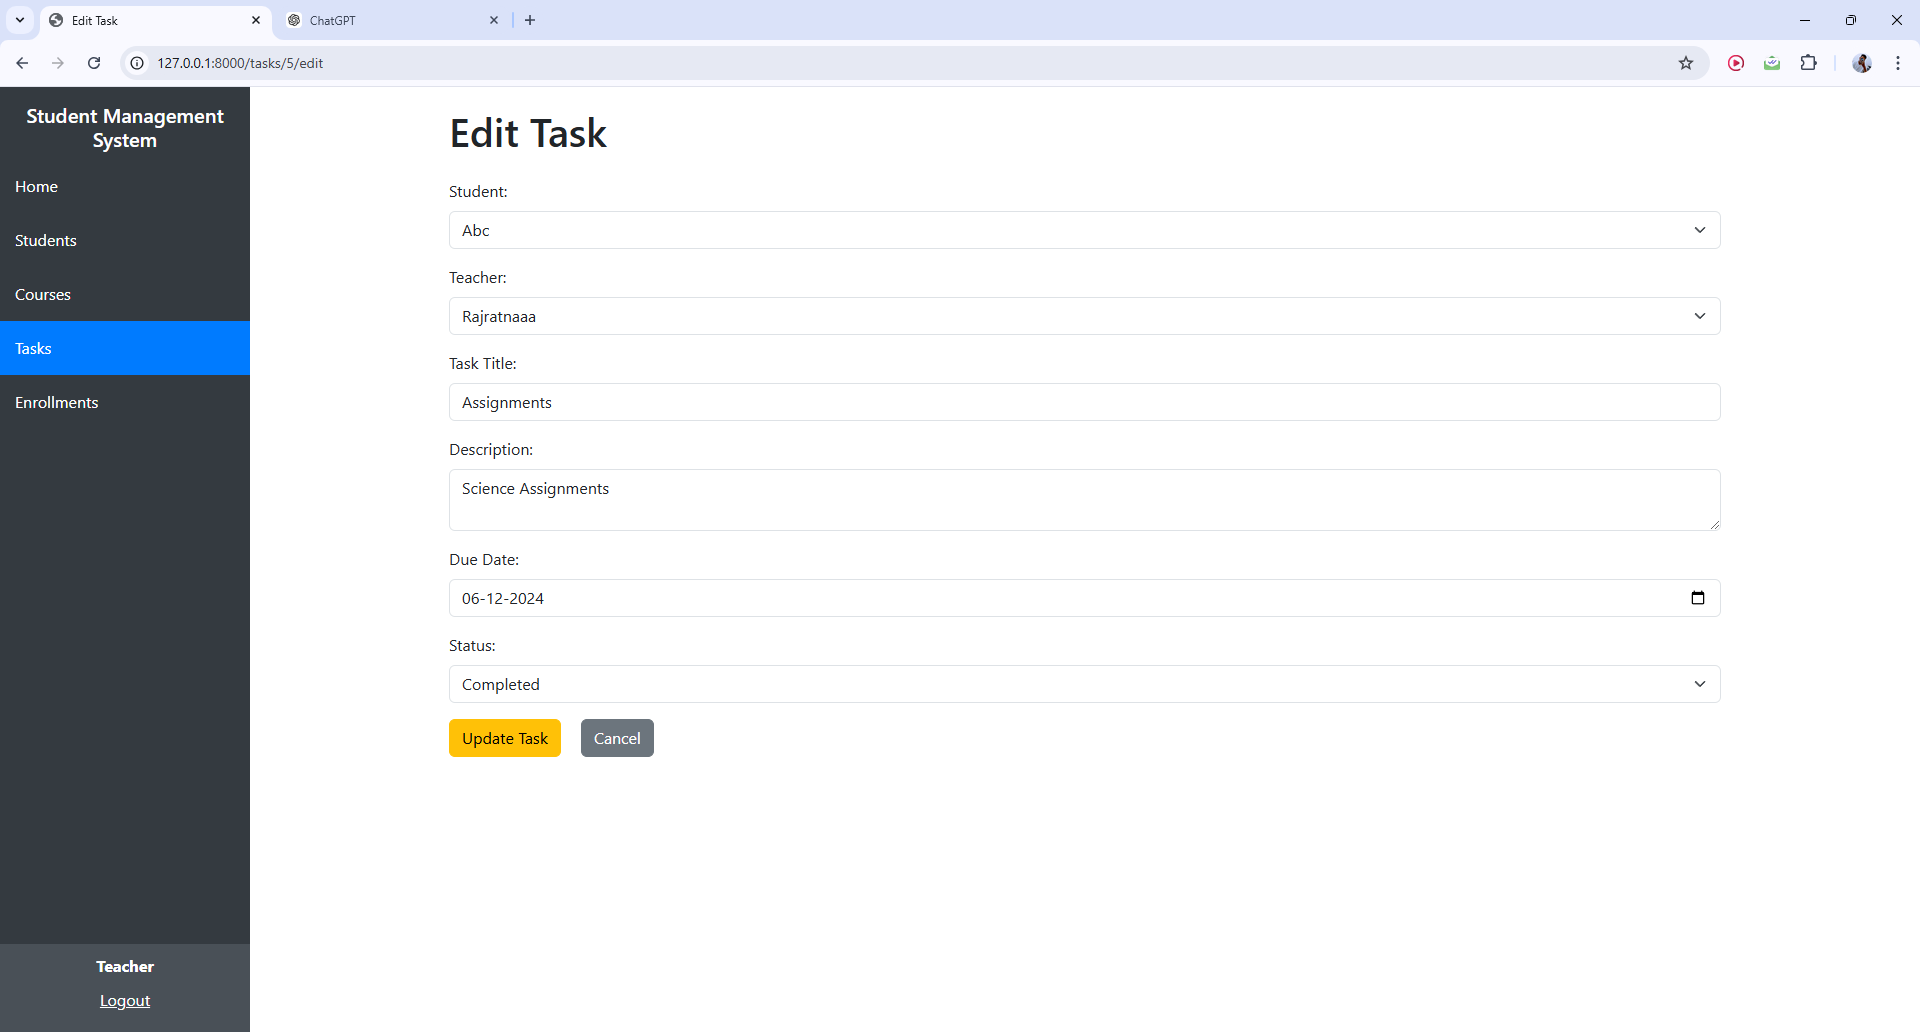 Edit Task
ChatGPT
127.0.0.1:8000/tasks/5/edit
Student Management
System
Home
Students
Courses
Tasks
Enrollments
Teacher
Logout
Edit Task
Student:
Abc
Teacher:
Rajratnaaa
Task Title:
Assignments
Description:
Science Assignments
Due Date:
06-12-2024
Status:
Completed
Update Task
Cancel